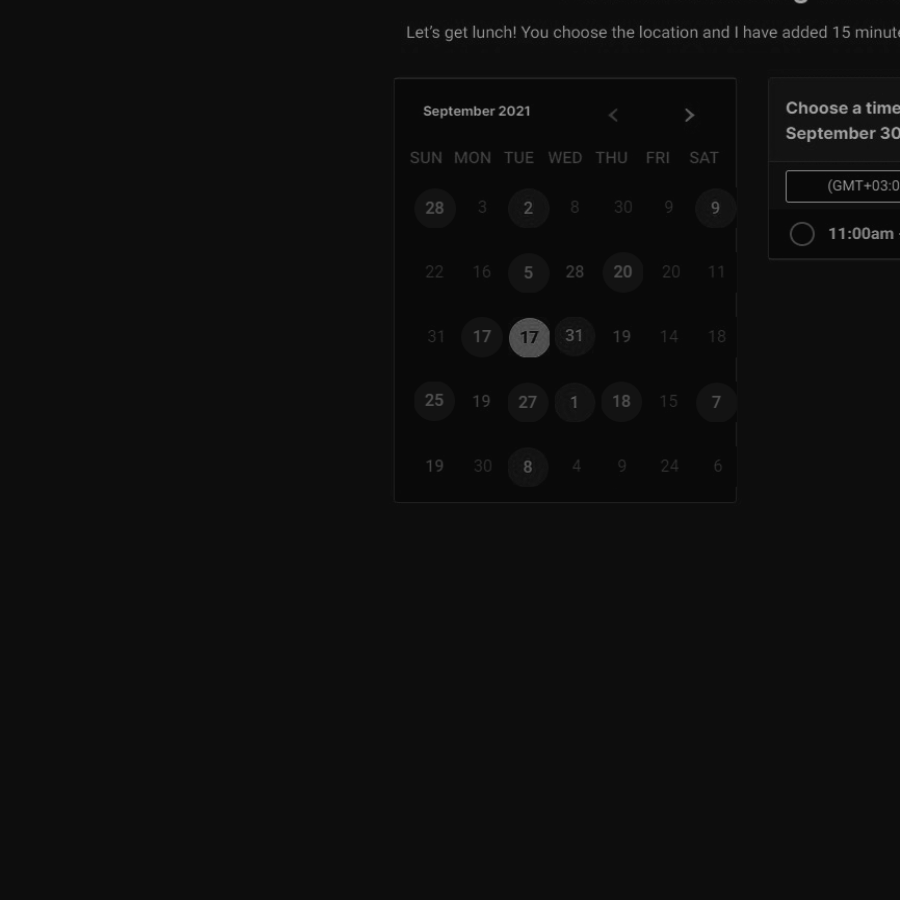 Let's get lunch! You choose the location and I have added 15
September 2021
SUN MON TUE WED THU FRI SAT
28 3 2 8 30 9 9
22 16 5 28 20 20 11
31 17 17 31 19 14 18
25 19 27 1 18 15 7
19 30 8 4 9 24 6
Choose a time
September 30
(GMT+03:0
11:00am -